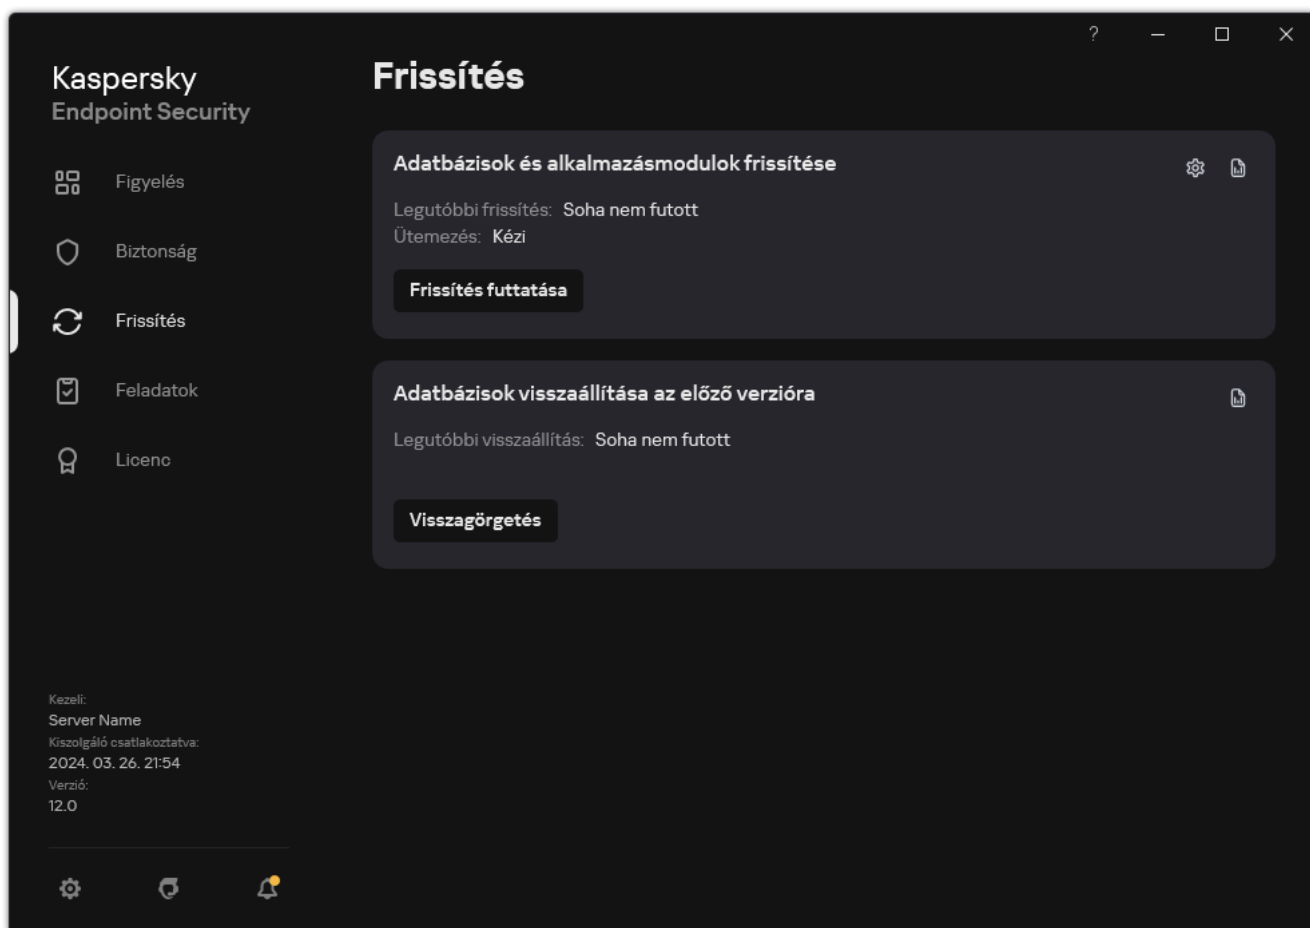 ?
Kaspersky
Endpoint Security
Figyelés
Biztonság
Frissítés
Feladatok
Licenc
Kezeli:
Server Name
Kiszolgáló csatlakoztatva:
2024. 03. 26. 21:54
Verzió:
12.0
Frissítés
Adatbázisok és alkalmazásmodulok frissítése
Legutóbbi frissítés: Soha nem futott
Ütemezés: Kézi
Frissítés futtatása
Adatbázisok visszaállítása az előző verzióra
Legutóbbi visszaállítás: Soha nem futott
Visszagörgetés